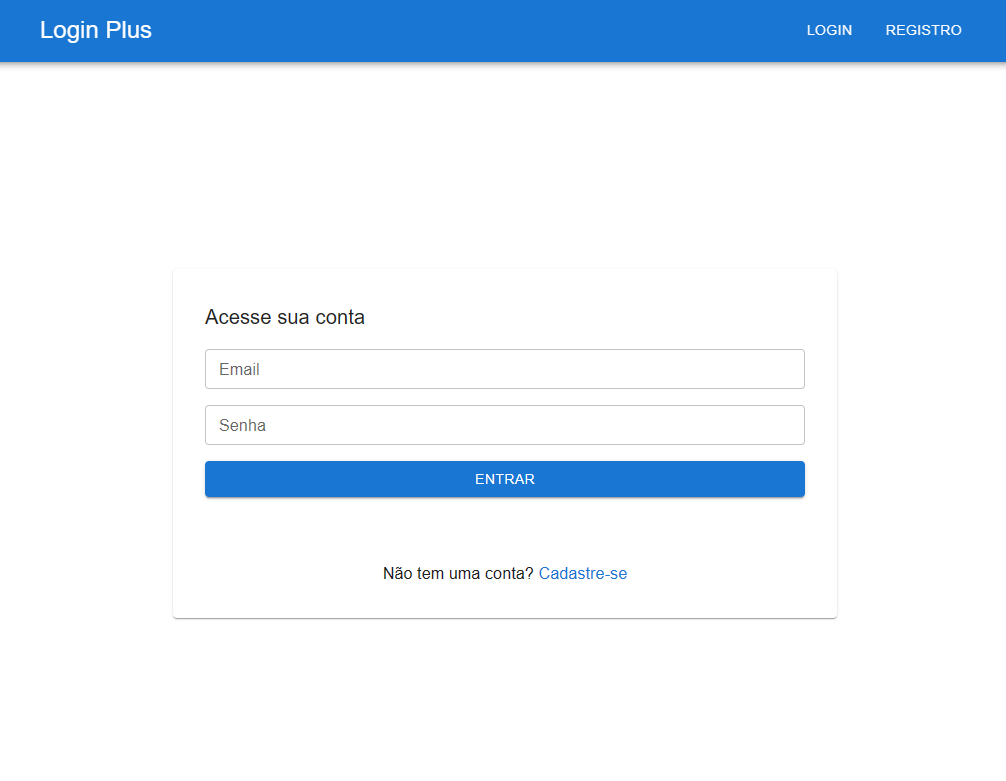 Login Plus
LOGIN
REGISTRO
Acesse sua conta
Email
Senha
ENTRAR
Não tem uma conta? Cadastre-se